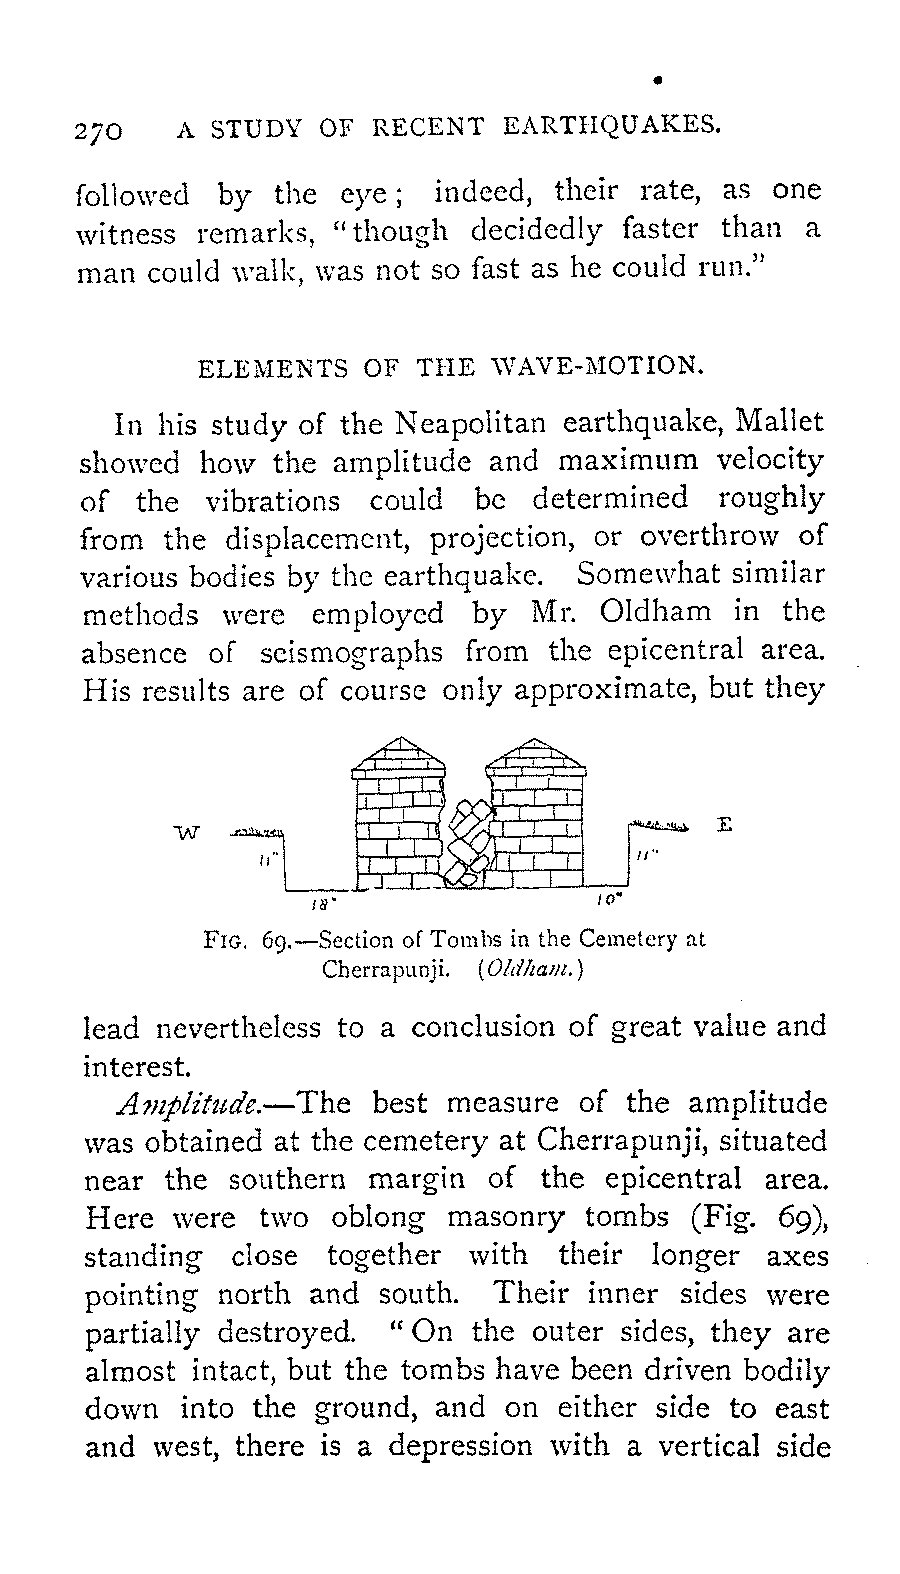 270 A STUDY OF RECENT EARTHQUAKES.
followed by the eye; indeed, their rate, as one
witness remarks, "though decidedly faster than a
man could walk, was not so fast as he could run."
ELEMENTS OF THE WAVE-MOTION.
In his study of the Neapolitan earthquake, Mallet
showed how the amplitude and maximum velocity
of the vibrations could be determined roughly
from the displacement, projection, or overthrow of
various bodies by the earthquake. Somewhat similar
methods were employed by Mr. Oldham in the
absence of seismographs from the epicentral area.
His results are of course only approximate, but they
W E
11" 11"
18" 10"
FIG. 69.—Section of Tombs in the Cemetery at
Cherrapunji. (Oldham.)
lead nevertheless to a conclusion of great value and
interest.
Amplitude.—The best measure of the amplitude
was obtained at the cemetery at Cherrapunji, situated
near the southern margin of the epicentral area.
Here were two oblong masonry tombs (Fig. 69),
standing close together with their longer axes
pointing north and south. Their inner sides were
partially destroyed. "On the outer sides, they are
almost intact, but the tombs have been driven bodily
down into the ground, and on either side to east
and west, there is a depression with a vertical side